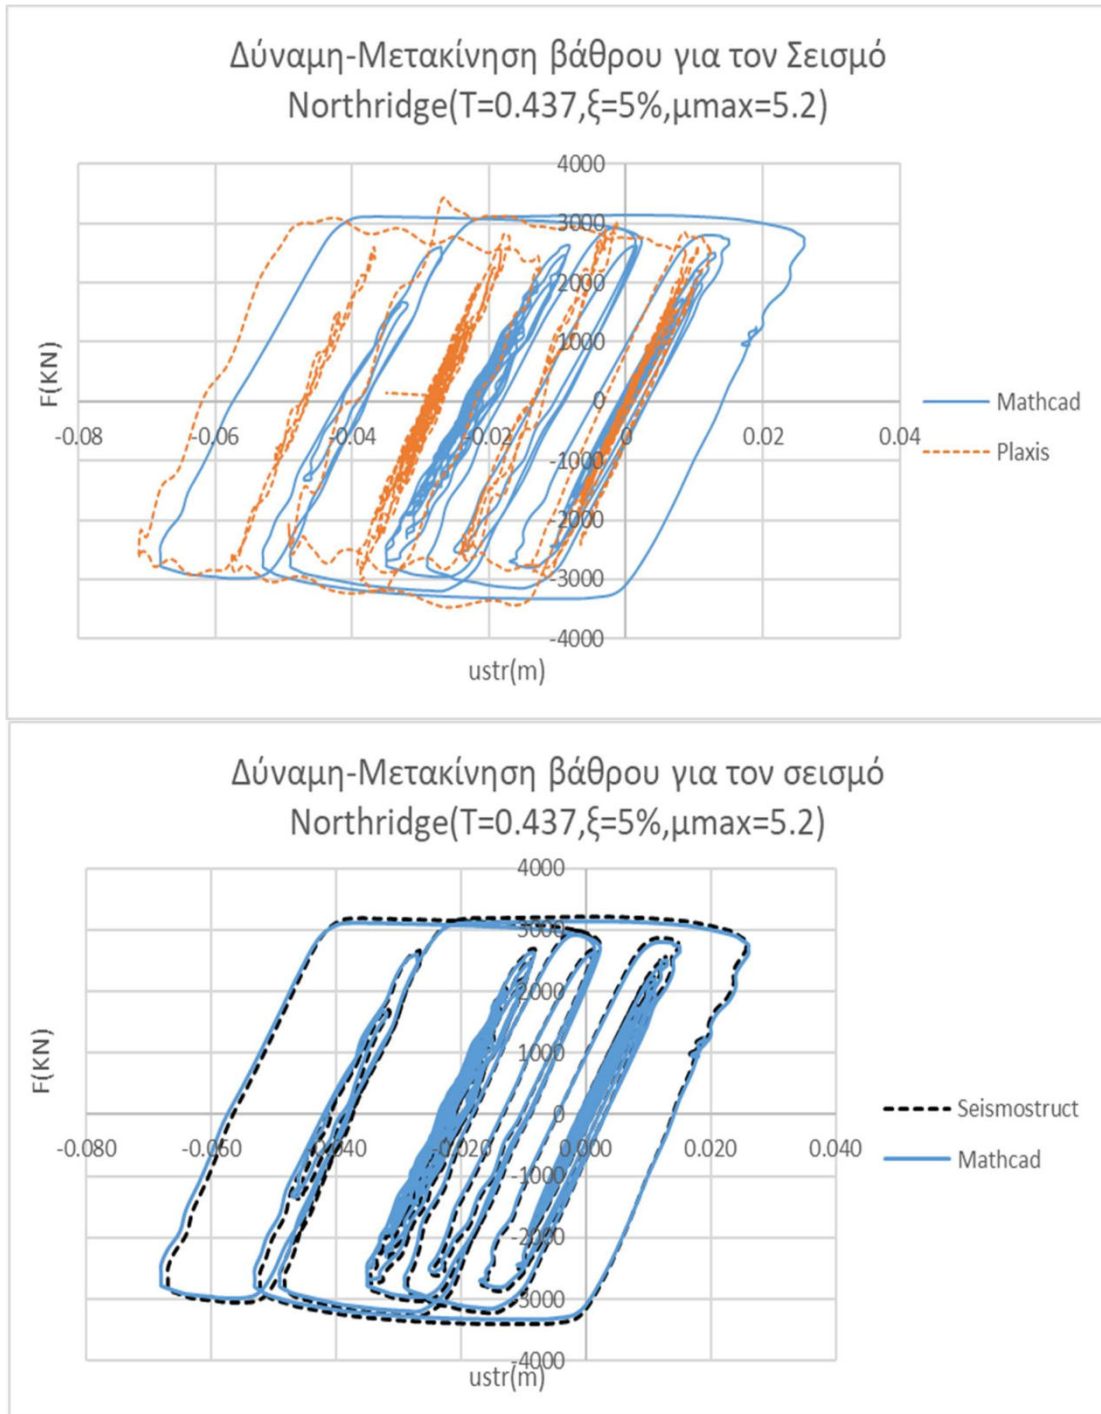 Δύναμη-Μετακίνηση βάθρου για τον Σεισμό
Northridge(T=0.437,ξ=5%,μmax=5.2)
4000
3000
2000
1000
0
-1000
-2000
-3000
-4000
-0.08
-0.06
-0.04
-0.02
0
0.02
0.04
F(KN)
ustr(m)
Mathcad
Plaxis
Δύναμη-Μετακίνηση βάθρου για τον σεισμό
Northridge(T=0.437,ξ=5%,μmax=5.2)
4000
3000
2000
1000
0
-1000
-2000
-3000
-4000
-0.080
-0.060
-0.040
-0.020
0.000
0.020
0.040
F(KN)
ustr(m)
Seismostruct
Mathcad